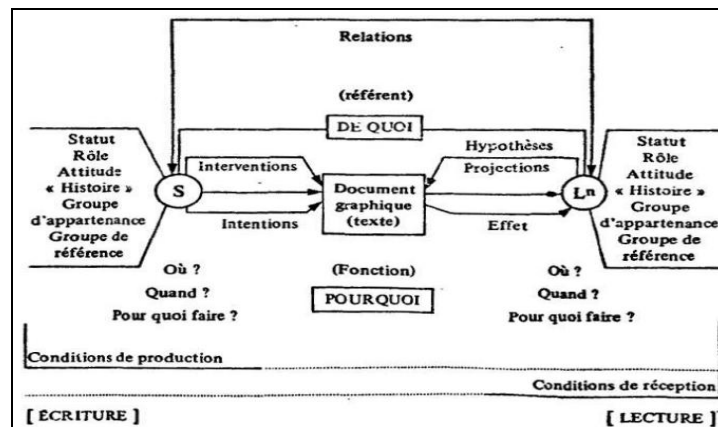 Relations
(référent)
DE QUOI
Statut
Rôle
Attitude
« Histoire »
Groupe
d'appartenance
Groupe de
référence
S
Interventions
Intentions
Document
graphique
(texte)
Hypothèses
Projections
Effet
Lⁿ
Statut
Rôle
Attitude
« Histoire »
Groupe
d'appartenance
Groupe de
référence
Où ?
Quand ?
Pour quoi faire ?
(Fonction)
POURQUOI
Où ?
Quand ?
Pour quoi faire ?
Conditions de production
Conditions de réception
[ ÉCRITURE ]
[ LECTURE ]